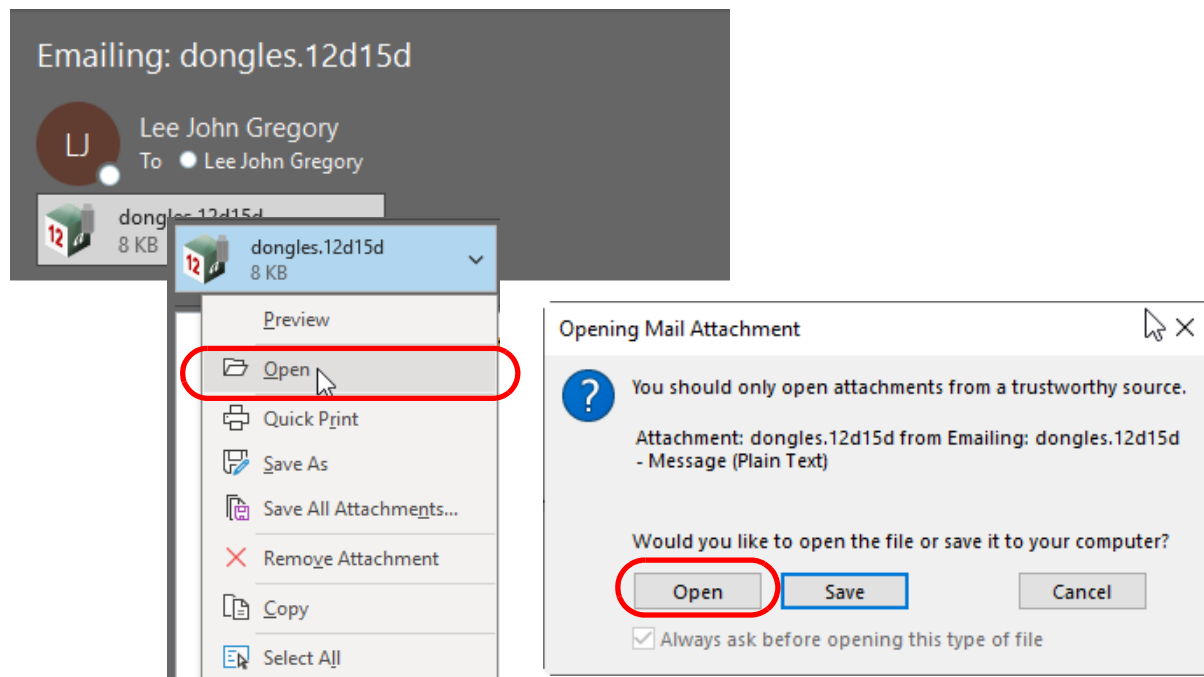 Emailing: dongles.12d15d
LJ
Lee John Gregory
To Lee John Gregory
12 d
dongles.12d15d
8 KB
12 d
dongles.12d15d
8 KB
Preview
Open
Quick Print
Save As
Save All Attachments...
Remove Attachment
Copy
Select All
Opening Mail Attachment
You should only open attachments from a trustworthy source.
Attachment: dongles.12d15d from Emailing: dongles.12d15d
- Message (Plain Text)
Would you like to open the file or save it to your computer?
Open Save Cancel
Always ask before opening this type of file